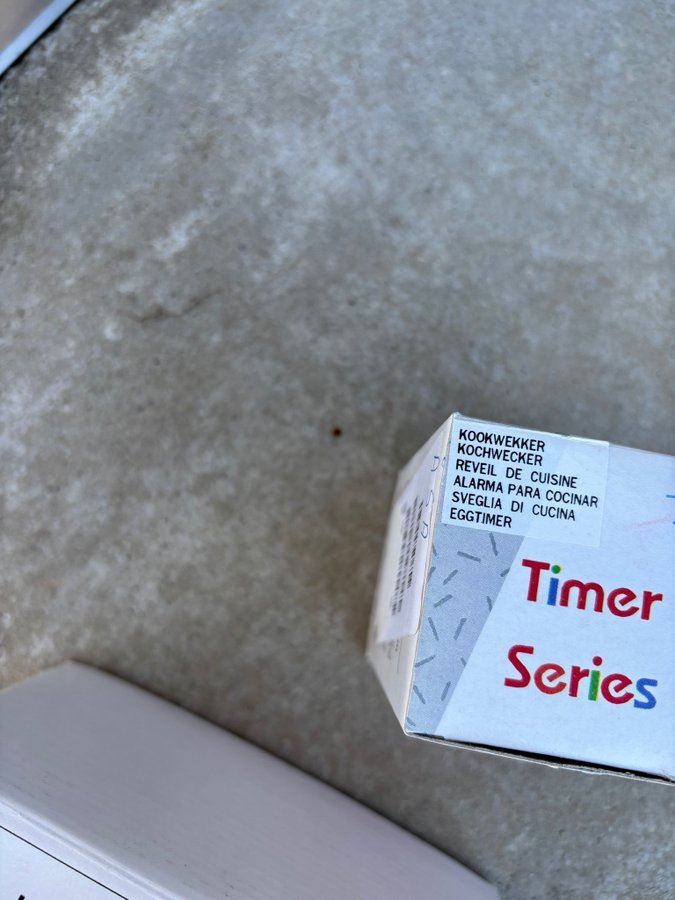 KOOKWEKKER
KOCHWECKER
REVEIL DE CUISINE
ALARMA PARA COCINAR
SVEGLIA DI CUCINA
EGGTIMER
Timer
Series